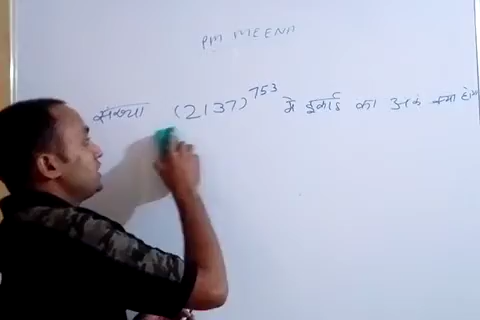 PM MEENA
संख्या (2137)^753 में इकाई का अंक क्या होगा